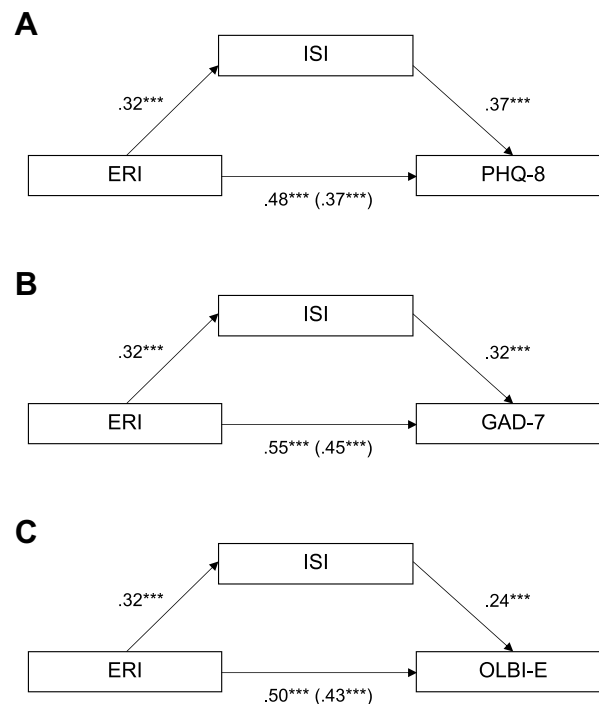 A
ISI
.32***
.37***
ERI
PHQ-8
.48*** (.37***)
B
ISI
.32***
.32***
ERI
GAD-7
.55*** (.45***)
C
ISI
.32***
.24***
ERI
OLBI-E
.50*** (.43***)